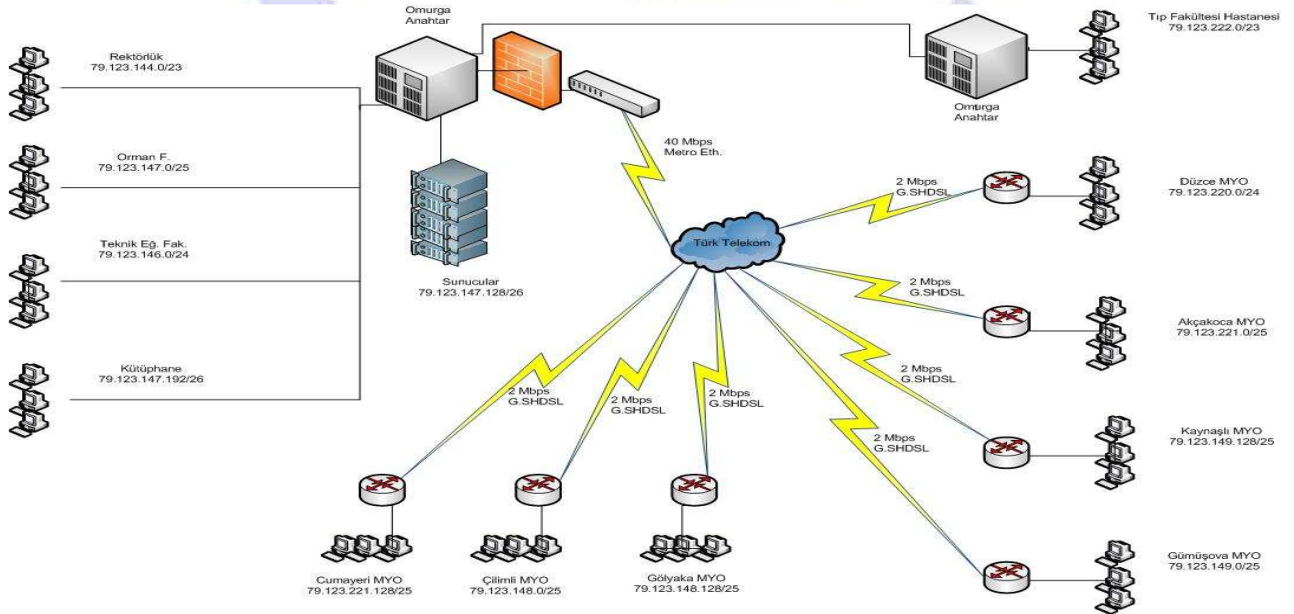 Omurga
Anahtar
Tıp Fakültesi Hastanesi
79.123.222.0/23
Rektörlük
79.123.144.0/23
Omurga
Anahtar
40 Mbps
Metro Eth.
Orman F.
79.123.147.0/25
2 Mbps
G.SHDSL
Düzce MYO
79.123.220.0/24
Teknik Eğ. Fak.
79.123.146.0/24
Türk Telekom
Sunucular
79.123.147.128/26
2 Mbps
G.SHDSL
Akçakoca MYO
79.123.221.0/25
Kütüphane
79.123.147.192/26
2 Mbps
G.SHDSL
2 Mbps
G.SHDSL
2 Mbps
G.SHDSL
2 Mbps
G.SHDSL
Kaynaşlı MYO
79.123.149.128/25
2 Mbps
G.SHDSL
Cumayeri MYO
79.123.221.128/25
Çilimli MYO
79.123.148.0/25
Gölyaka MYO
79.123.148.128/25
Gümüşova MYO
79.123.149.0/25